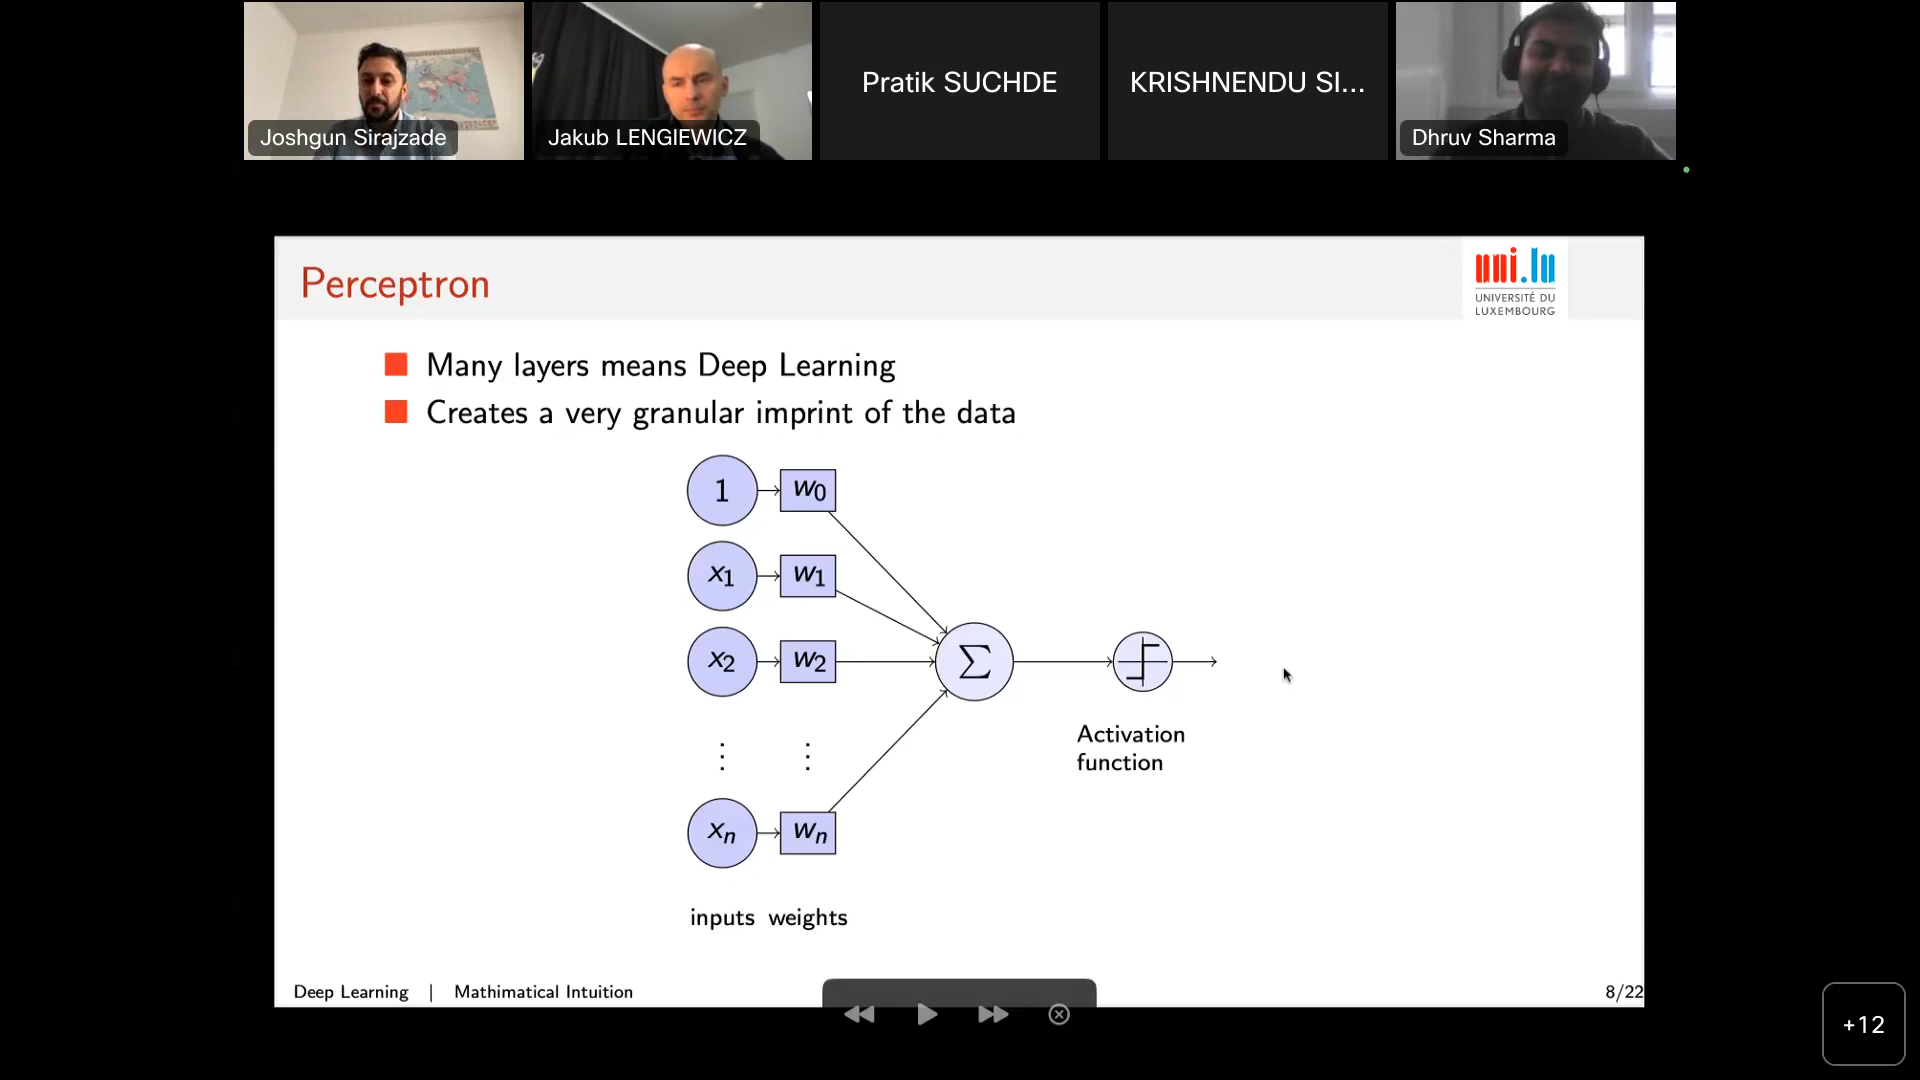 Joshgun Sirajzade
Jakub LENGIEWICZ
Pratik SUCHDE
KRISHNENDU SI...
Dhruv Sharma
Perceptron
uni.lu
UNIVERSITÉ DU
LUXEMBOURG
Many layers means Deep Learning
Creates a very granular imprint of the data
1 w0
x1 w1
x2 w2
Σ
⋮ ⋮
Activation
function
xn wn
inputs weights
Deep Learning | Mathimatical Intuition
8/22
+12